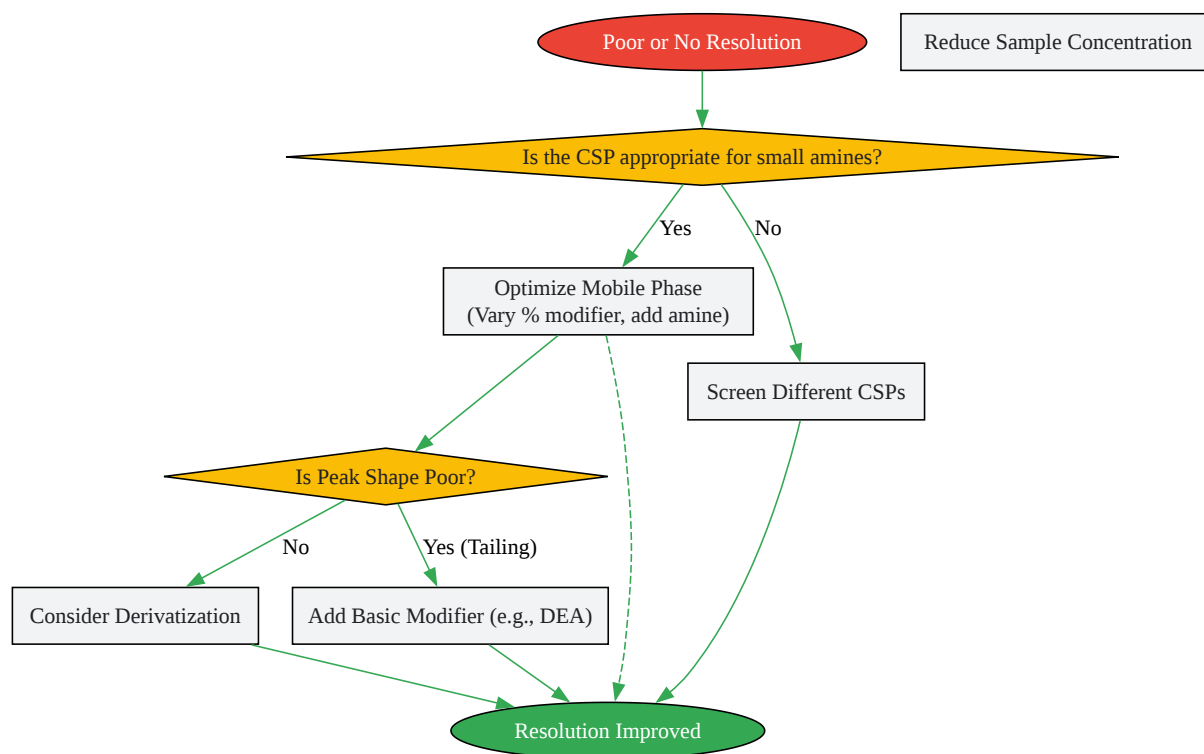 Poor or No Resolution
Reduce Sample Concentration
Is the CSP appropriate for small amines?
Yes
No
Optimize Mobile Phase
(Vary % modifier, add amine)
Screen Different CSPs
Is Peak Shape Poor?
No
Yes (Tailing)
Consider Derivatization
Add Basic Modifier (e.g., DEA)
Resolution Improved